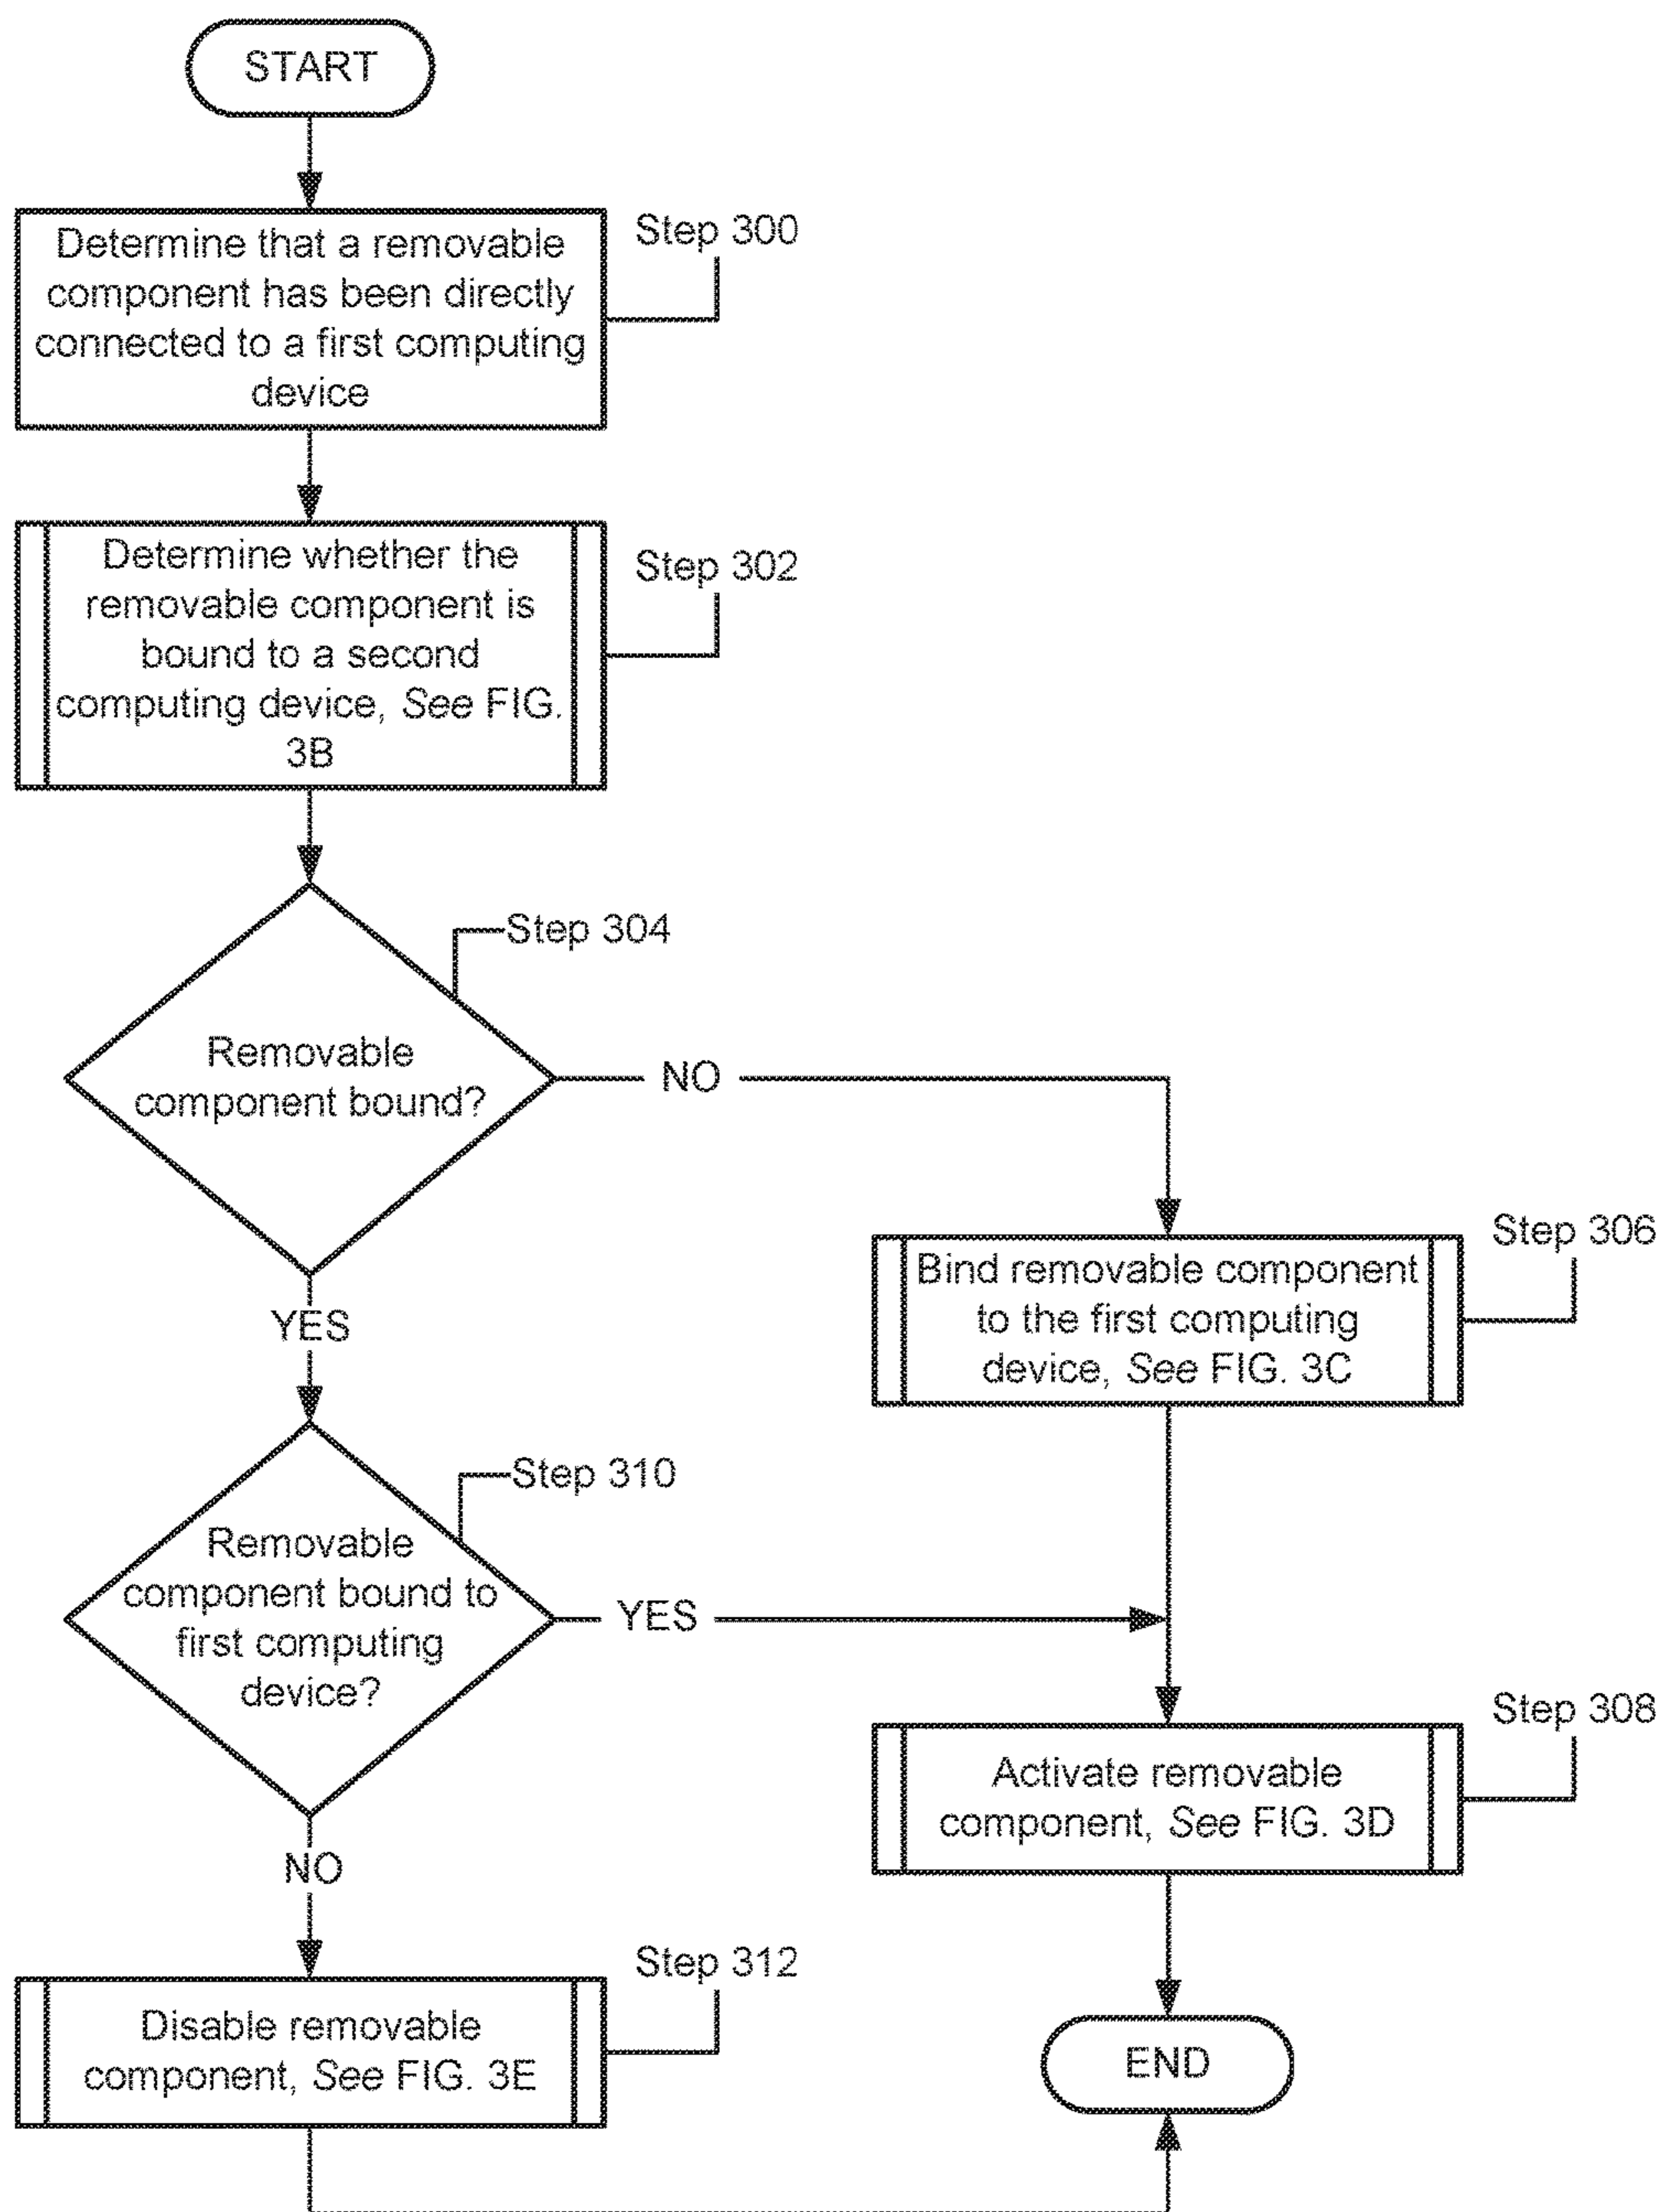 START
Determine that a removable
component has been directly
connected to a first computing
device
Step 300
Determine whether the
removable component is
bound to a second
computing device, See FIG.
3B
Step 302
Step 304
Removable
component bound?
NO
YES
Bind removable component
to the first computing
device, See FIG. 3C
Step 306
Step 310
Removable
component bound to
first computing
device?
YES
NO
Activate removable
component, See FIG. 3D
Step 308
Disable removable
component, See FIG. 3E
Step 312
END